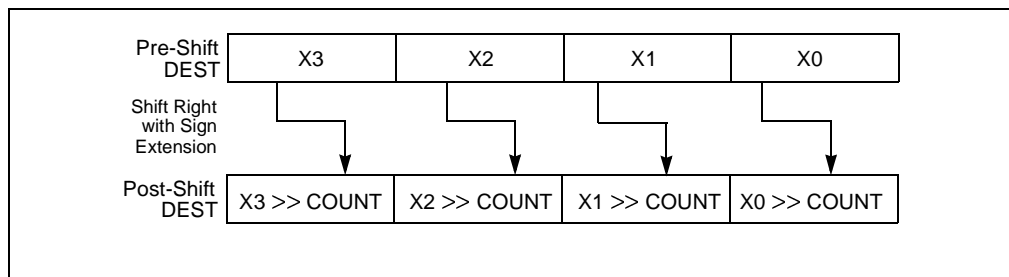 Pre-Shift
DEST
X3 X2 X1 X0
Shift Right
with Sign
Extension
Post-Shift
DEST
X3 >> COUNT X2 >> COUNT X1 >> COUNT X0 >> COUNT